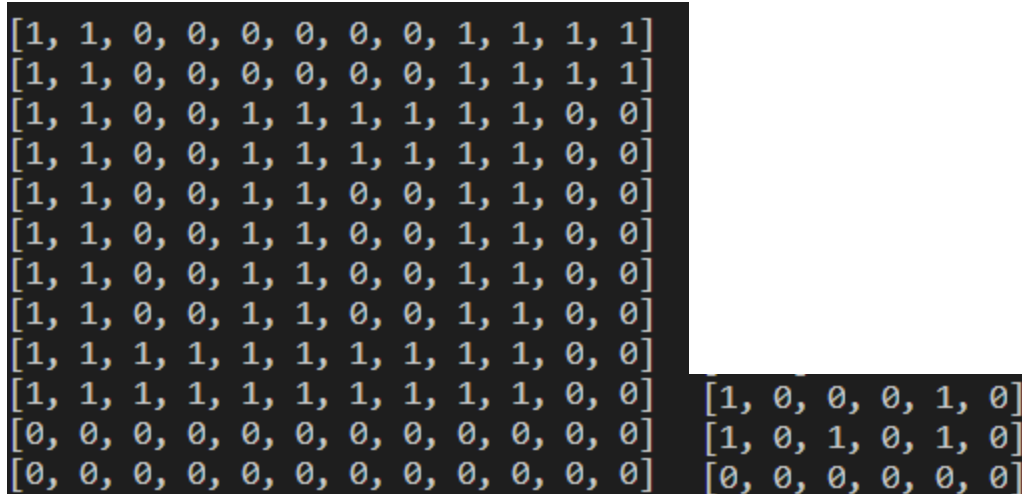 [1, 1, 0, 0, 0, 0, 0, 0, 1, 1, 1, 1]
[1, 1, 0, 0, 0, 0, 0, 0, 1, 1, 1, 1]
[1, 1, 0, 0, 1, 1, 1, 1, 1, 1, 0, 0]
[1, 1, 0, 0, 1, 1, 1, 1, 1, 1, 0, 0]
[1, 1, 0, 0, 1, 1, 0, 0, 1, 1, 0, 0]
[1, 1, 0, 0, 1, 1, 0, 0, 1, 1, 0, 0]
[1, 1, 0, 0, 1, 1, 0, 0, 1, 1, 0, 0]
[1, 1, 0, 0, 1, 1, 0, 0, 1, 1, 0, 0]
[1, 1, 1, 1, 1, 1, 1, 1, 1, 1, 0, 0]
[1, 1, 1, 1, 1, 1, 1, 1, 1, 1, 0, 0]
[0, 0, 0, 0, 0, 0, 0, 0, 0, 0, 0, 0]
[0, 0, 0, 0, 0, 0, 0, 0, 0, 0, 0, 0]
[1, 0, 0, 0, 1, 0]
[1, 0, 1, 0, 1, 0]
[0, 0, 0, 0, 0, 0]